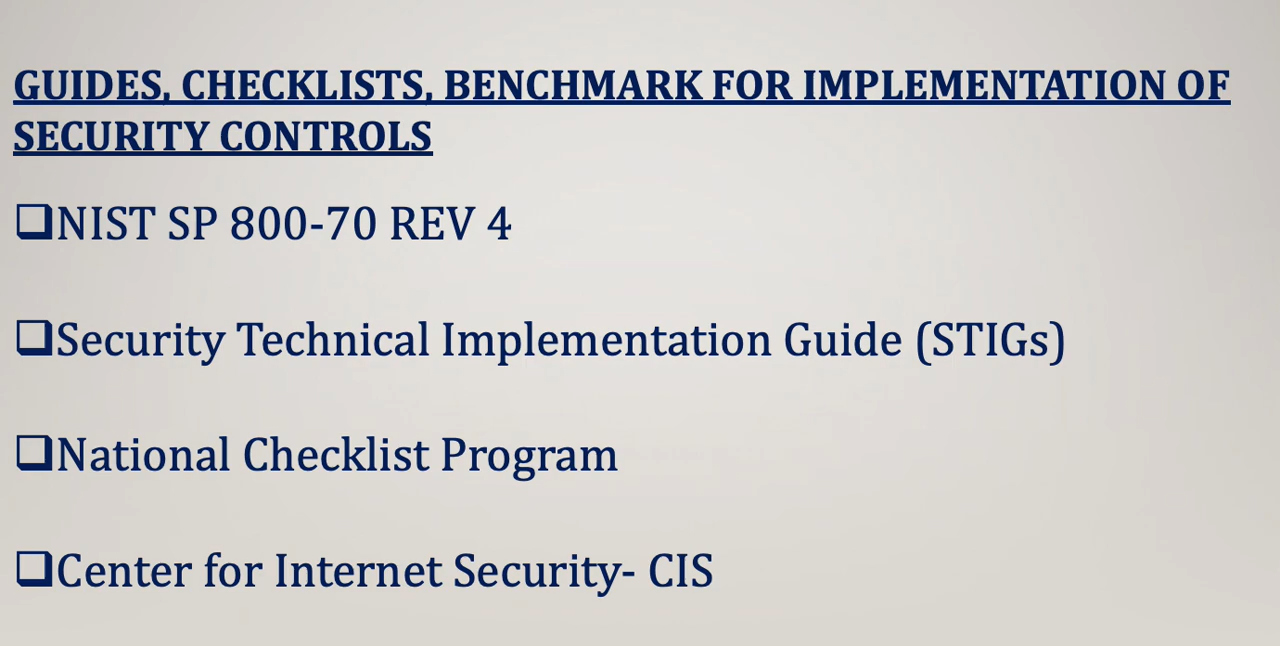 GUIDES, CHECKLISTS, BENCHMARK FOR IMPLEMENTATION OF
SECURITY CONTROLS
❑NIST SP 800-70 REV 4
❑Security Technical Implementation Guide (STIGs)
❑National Checklist Program
❑Center for Internet Security- CIS